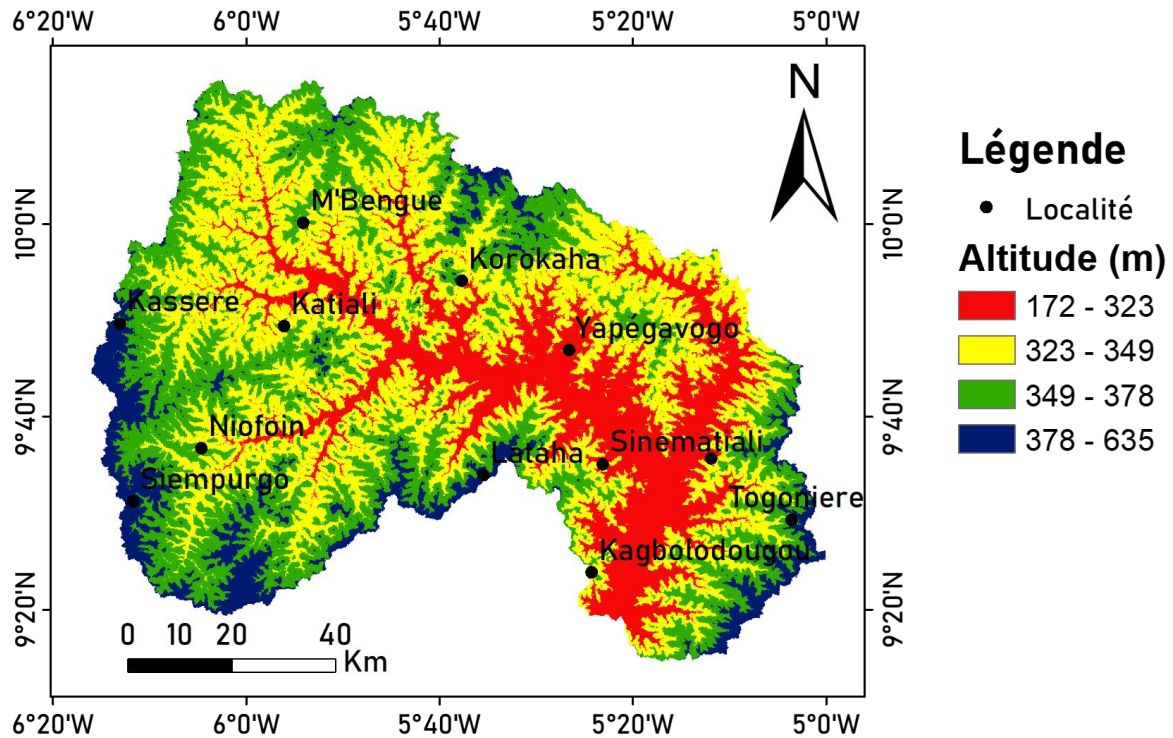 6°20'W 6°0'W 5°40'W 5°20'W 5°0'W
N
10°0'N 10°0'N
9°40'N 9°40'N
9°20'N 9°20'N
M'Bengue
Korokaha
Kassere
Katiali
Yapégavogo
Niofoin
Lataha
Sinematiali
Siempurgo
Togoniere
Kagbolodougou
0 10 20 40
Km
6°20'W 6°0'W 5°40'W 5°20'W 5°0'W
Légende
Localité
Altitude (m)
172 - 323
323 - 349
349 - 378
378 - 635